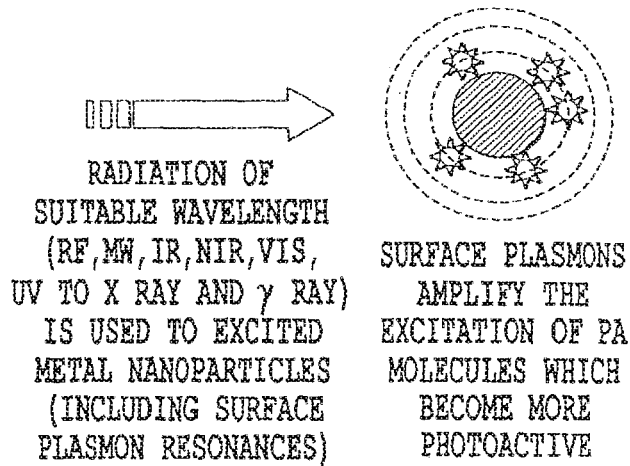 RADIATION OF
SUITABLE WAVELENGTH
(RF,MW,IR,NIR,VIS,
UV TO X RAY AND γ RAY)
IS USED TO EXCITED
METAL NANOPARTICLES
(INCLUDING SURFACE
PLASMON RESONANCES)
SURFACE PLASMONS
AMPLIFY THE
EXCITATION OF PA
MOLECULES WHICH
BECOME MORE
PHOTOACTIVE